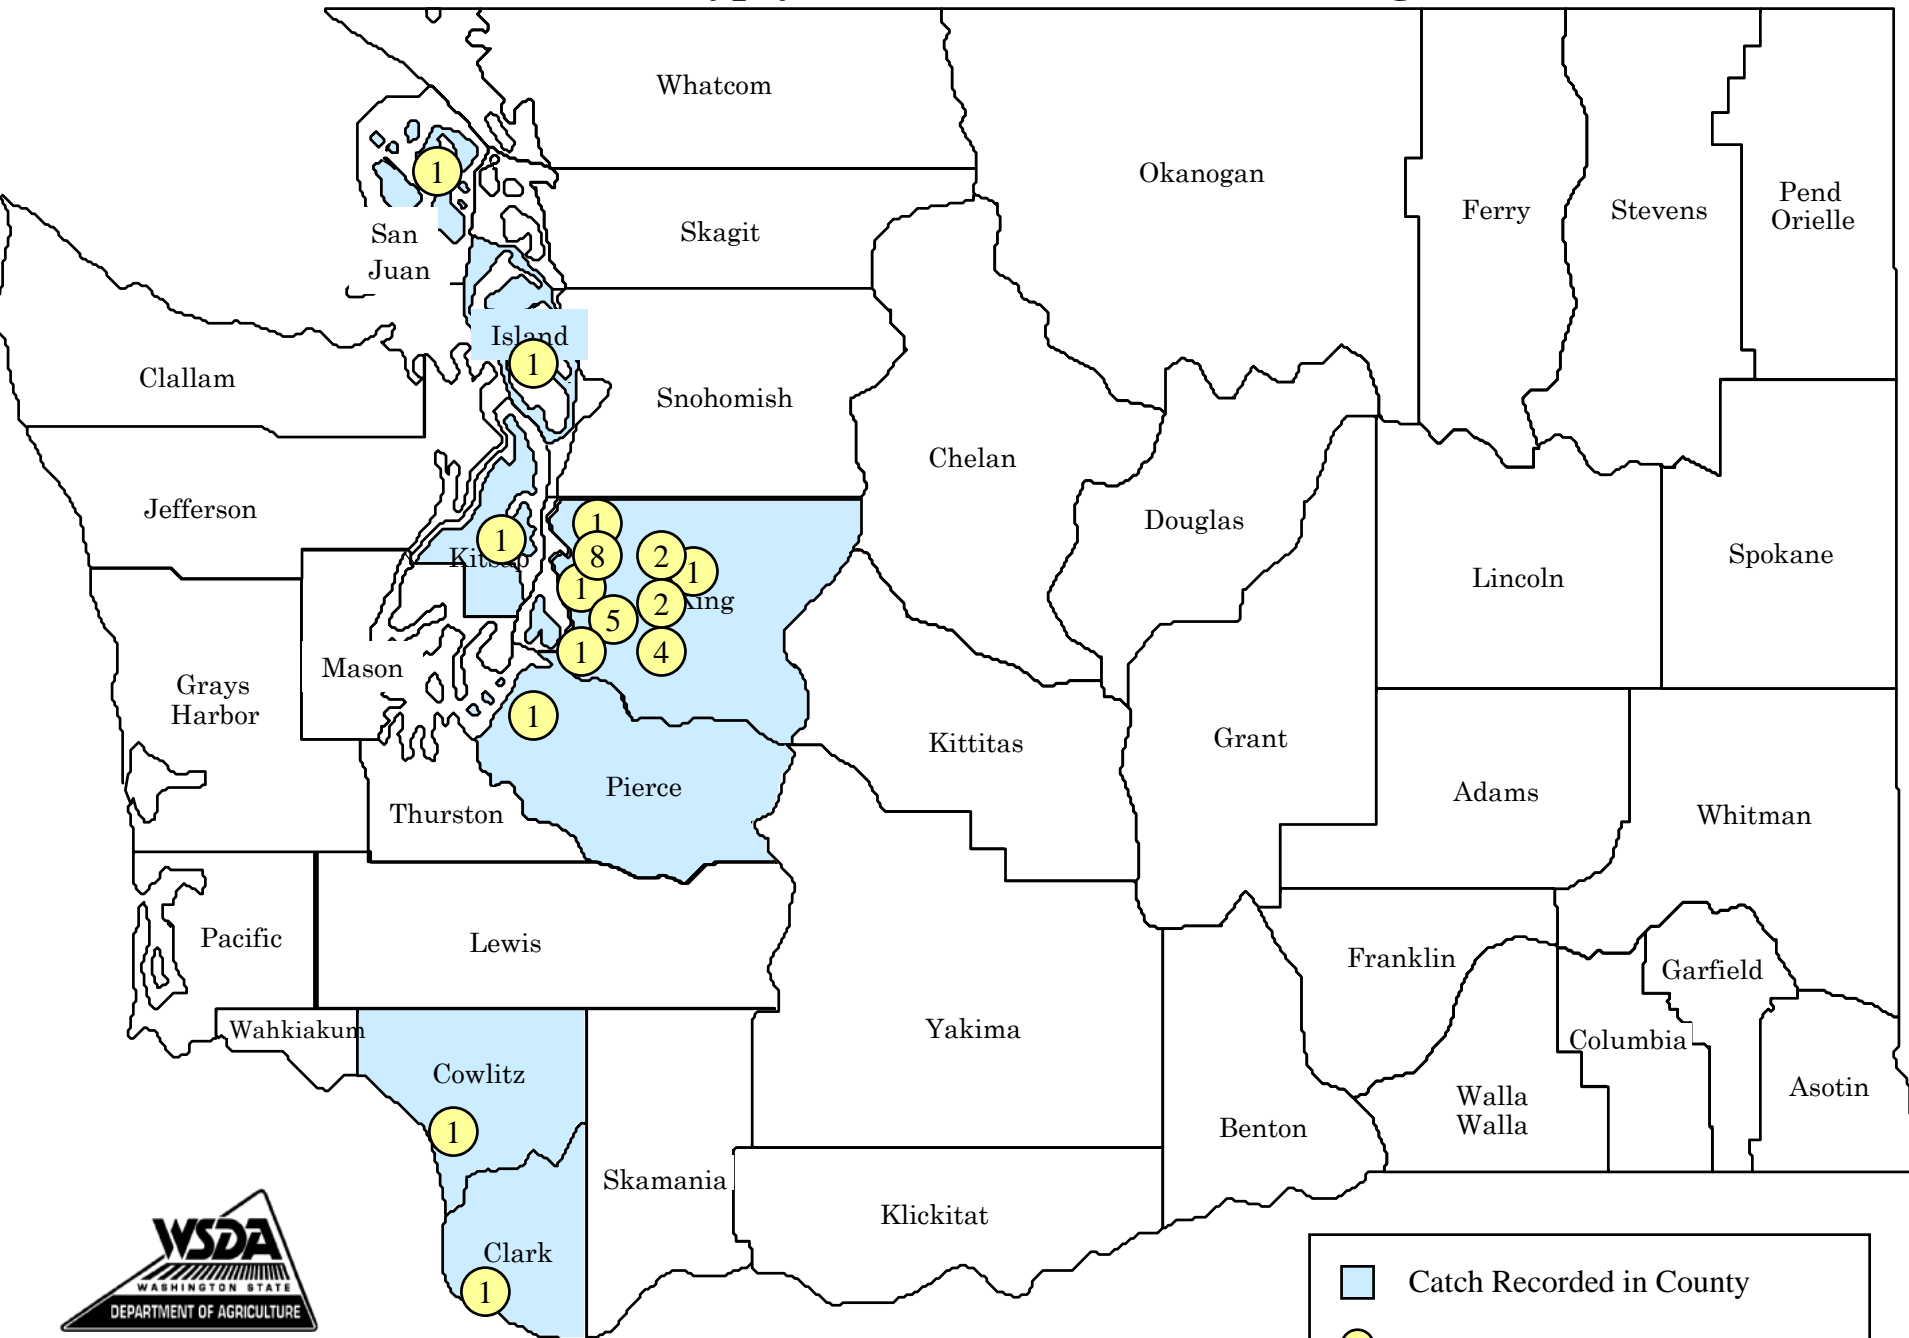 Whatcom
Okanogan
Ferry
Stevens
Pend
Orielle
1
San
Juan
Skagit
Island
1
Clallam
Snohomish
Chelan
Jefferson
Douglas
Lincoln
Spokane
1
Kitsap
1
8
2
1
1
2
King
5
1
4
Mason
Grays
Harbor
1
Kittitas
Grant
Pierce
Thurston
Adams
Whitman
Pacific
Lewis
Franklin
Garfield
Wahkiakum
Yakima
Columbia
Cowlitz
1
Asotin
Walla
Walla
Benton
Skamania
Klickitat
Clark
1
WSDA
WASHINGTON STATE
DEPARTMENT OF AGRICULTURE
Catch Recorded in County